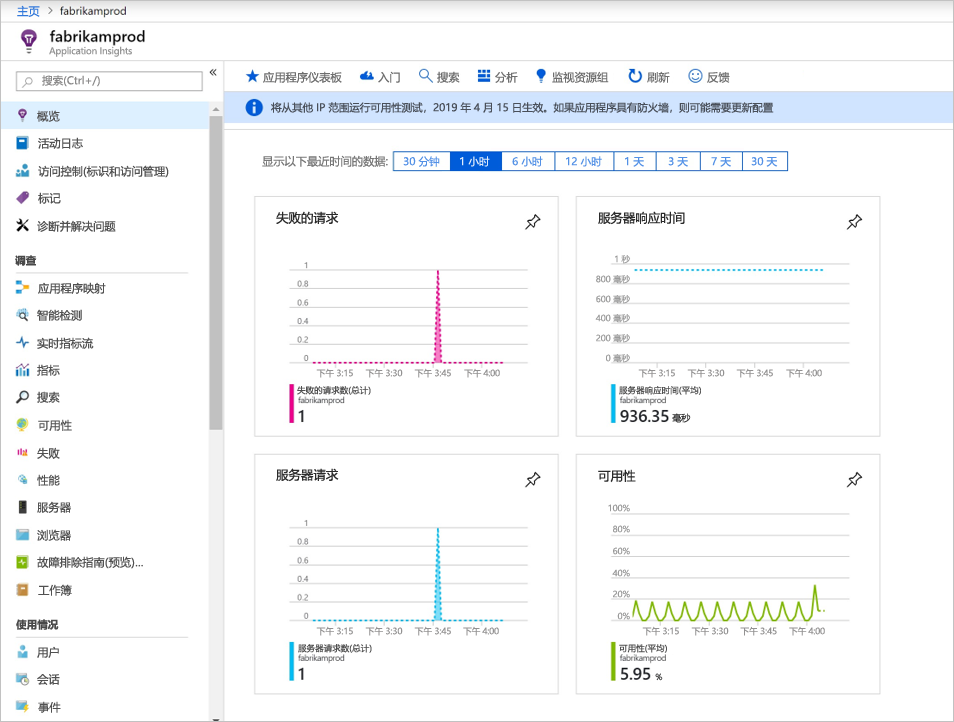 主页 > fabrikamprod
fabrikamprod
Application Insights
搜索(Ctrl+/)
«
应用程序仪表板 入门 搜索 分析 监视资源组 刷新 反馈
将从其他 IP 范围运行可用性测试，2019 年 4 月 15 日生效。如果应用程序具有防火墙，则可能需要更新配置
概览
活动日志
访问控制(标识和访问管理)
标记
诊断并解决问题
调查
应用程序映射
智能检测
实时指标流
指标
搜索
可用性
失败
性能
服务器
浏览器
故障排除指南(预览)...
工作簿
使用情况
用户
会话
事件
显示以下最近时间的数据: 30 分钟 1 小时 6 小时 12 小时 1 天 3 天 7 天 30 天
失败的请求
1
0.8
0.6
0.4
0.2
0
下午 3:15 下午 3:30 下午 3:45 下午 4:00
失败的请求数(总计)
fabrikamprod
1
服务器响应时间
1 秒
800 毫秒
600 毫秒
400 毫秒
200 毫秒
0 毫秒
下午 3:15 下午 3:30 下午 3:45 下午 4:00
服务器响应时间(平均)
fabrikamprod
936.35 毫秒
服务器请求
1
0.8
0.6
0.4
0.2
0
下午 3:15 下午 3:30 下午 3:45 下午 4:00
服务器请求数(总计)
fabrikamprod
1
可用性
100%
80%
60%
40%
20%
0%
下午 3:15 下午 3:30 下午 3:45 下午 4:00
可用性(平均)
fabrikamprod
5.95 %